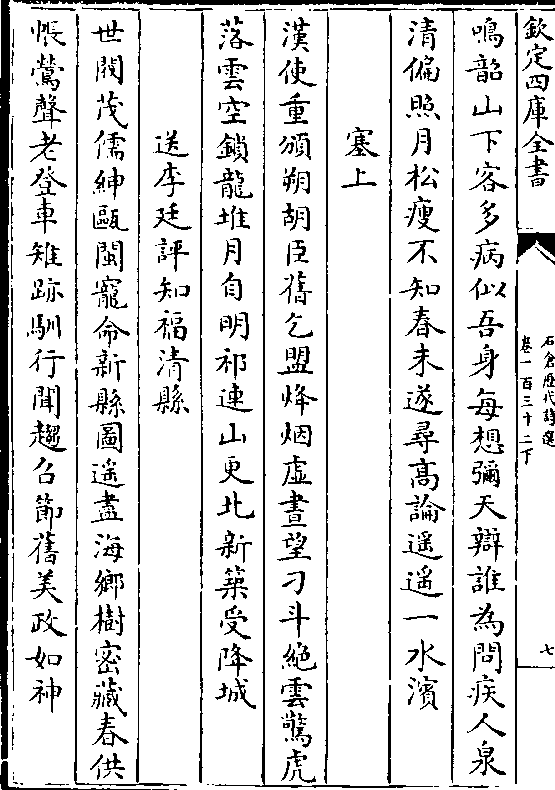 欽定四庫全書
石倉歴代詩選
卷一百三十二下
七
鳴韶山下客多病似吾身每想彌天辯誰為問疾人泉
清偏照月松瘦不知春未遂尋髙論遥遥一水濱
塞上
漢使重頒朔胡臣舊乞盟烽烟虚晝望刁斗絶雲驚虎
落雲空鎖龍堆月自明祁連山更北新築受降城
送李廷評知福清縣
世閥茂儒紳甌閩寵命新縣圖遥盡海鄉樹密藏春供
帳鶯聲老登車雉跡馴行聞趨召節舊美政如神